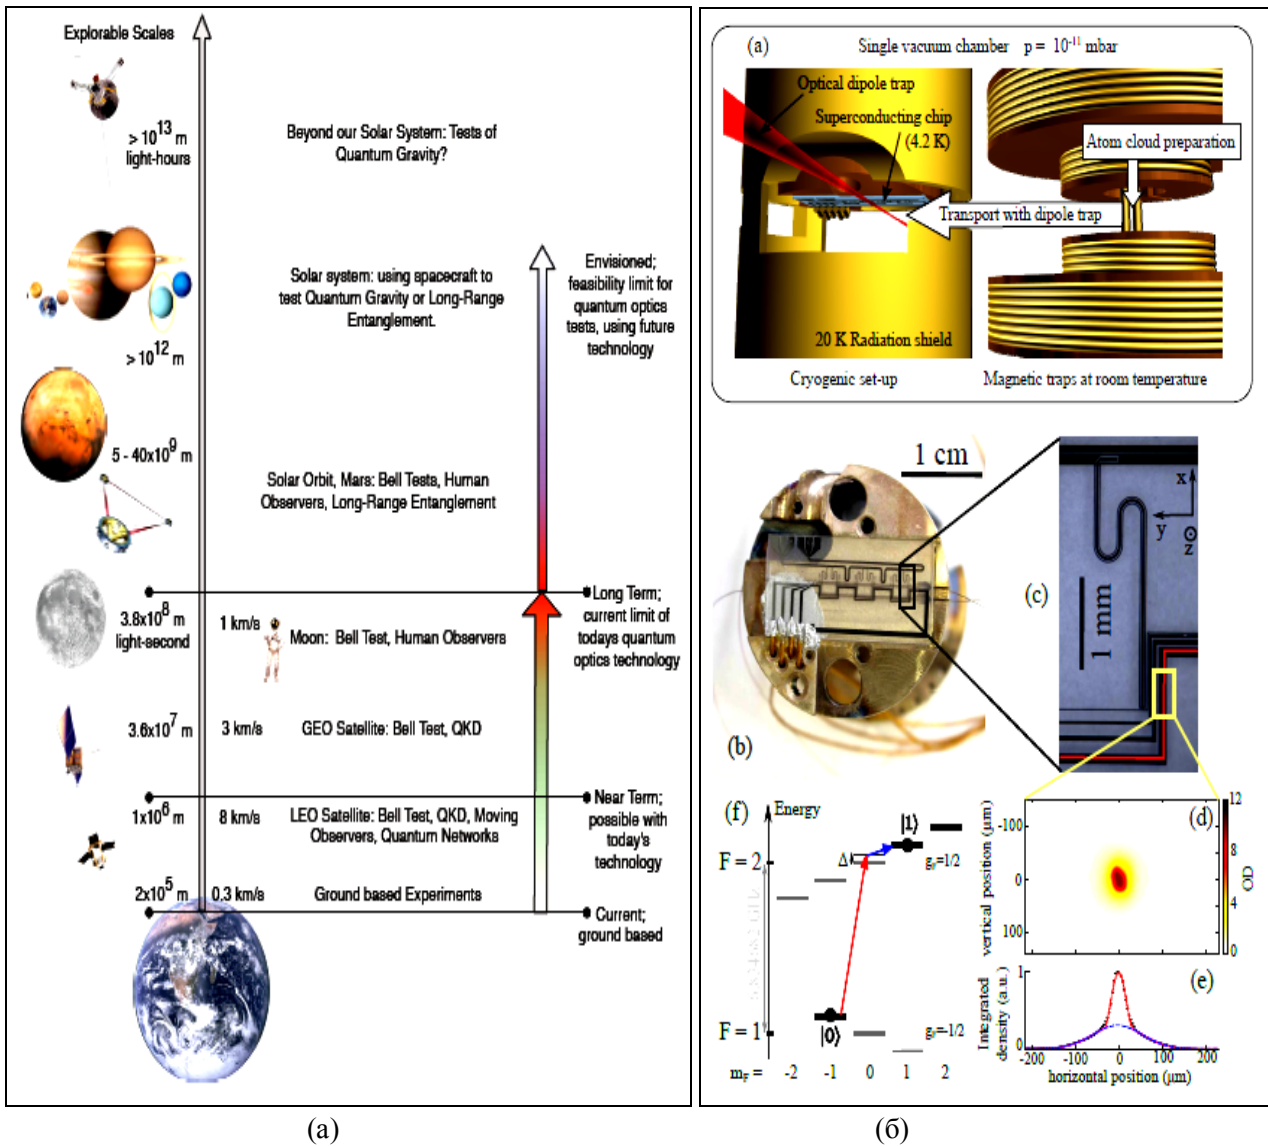 Explorable Scales
> 10^13 m
light-hours
Beyond our Solar System: Tests of
Quantum Gravity?
Solar system: using spacecraft to
test Quantum Gravity or Long-Range
Entanglement.
Envisioned;
feasibility limit for
quantum optics
tests, using future
technology
> 10^12 m
5 - 40x10^9 m
Solar Orbit, Mars: Bell Tests, Human
Observers, Long-Range Entanglement
3.8x10^8 m
light-second
1 km/s
Moon: Bell Test, Human Observers
Long Term;
current limit of
todays quantum
optics technology
3.6x10^7 m
3 km/s
GEO Satellite: Bell Test, QKD
1x10^6 m
8 km/s
LEO Satellite: Bell Test, QKD, Moving
Observers, Quantum Networks
Near Term;
possible with
today's
technology
2x10^5 m
0.3 km/s
Ground based Experiments
Current;
ground based
(а)
(a)
Single vacuum chamber p = 10^-11 mbar
Optical dipole trap
Superconducting chip
(4.2 K)
Atom cloud preparation
Transport with dipole trap
20 K Radiation shield
Cryogenic set-up
Magnetic traps at room temperature
1 cm
(b)
(c)
x
y
z
1 mm
(f)
Energy
|1⟩
Δ
F = 2
g_F=1/2
F = 1
|0⟩
g_F=-1/2
m_F = -2 -1 0 1 2
(d)
vertical position (μm)
-100
0
100
12
8
4
0
OD
(e)
Integrated
density (a.u.)
1
0
-200 -100 0 100 200
horizontal position (μm)
(б)